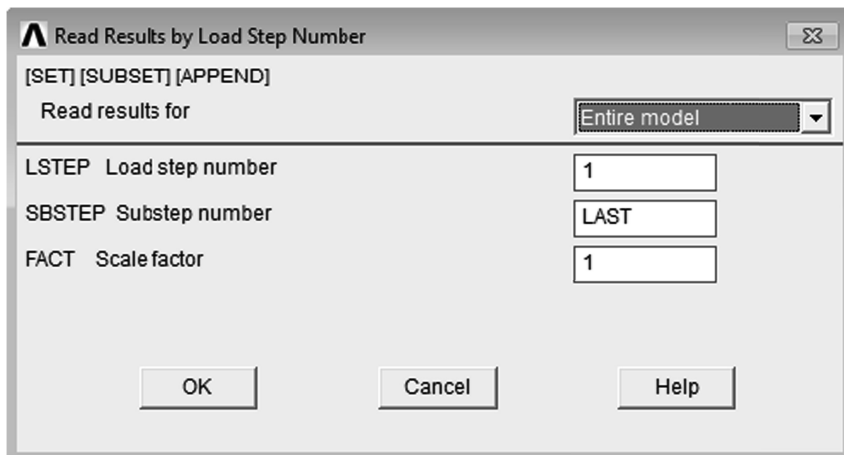 Read Results by Load Step Number
[SET] [SUBSET] [APPEND]
Read results for Entire model
LSTEP Load step number 1
SBSTEP Substep number LAST
FACT Scale factor 1
OK Cancel Help